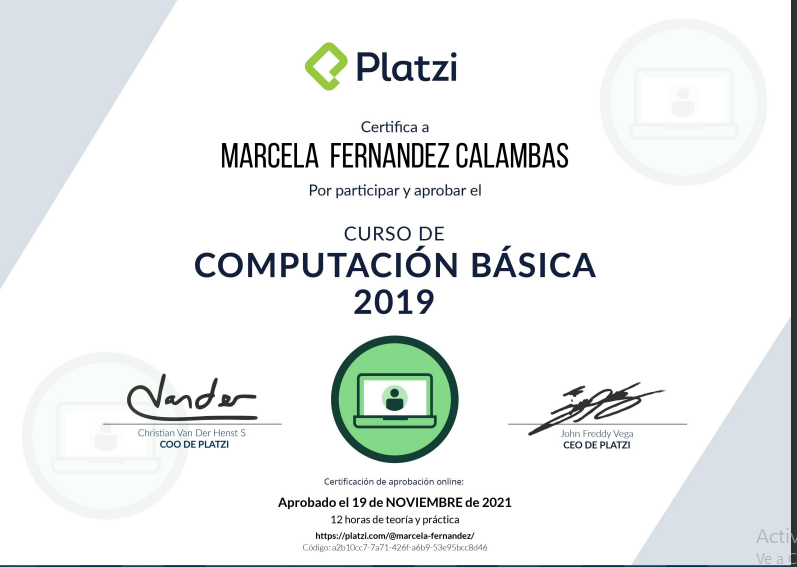 Platzi
Certifica a
MARCELA FERNANDEZ CALAMBAS
Por participar y aprobar el
CURSO DE
COMPUTACIÓN BÁSICA
2019
Christian Van Der Henst S
COO DE PLATZI
John Freddy Vega
CEO DE PLATZI
Certificación de aprobación online:
Aprobado el 19 de NOVIEMBRE de 2021
12 horas de teoría y práctica
https://platzi.com/@marcela-fernandez/
Código: a2b10cc7-7a71-426f-a6b9-53e95bcc8d46
Activ
Ve a C